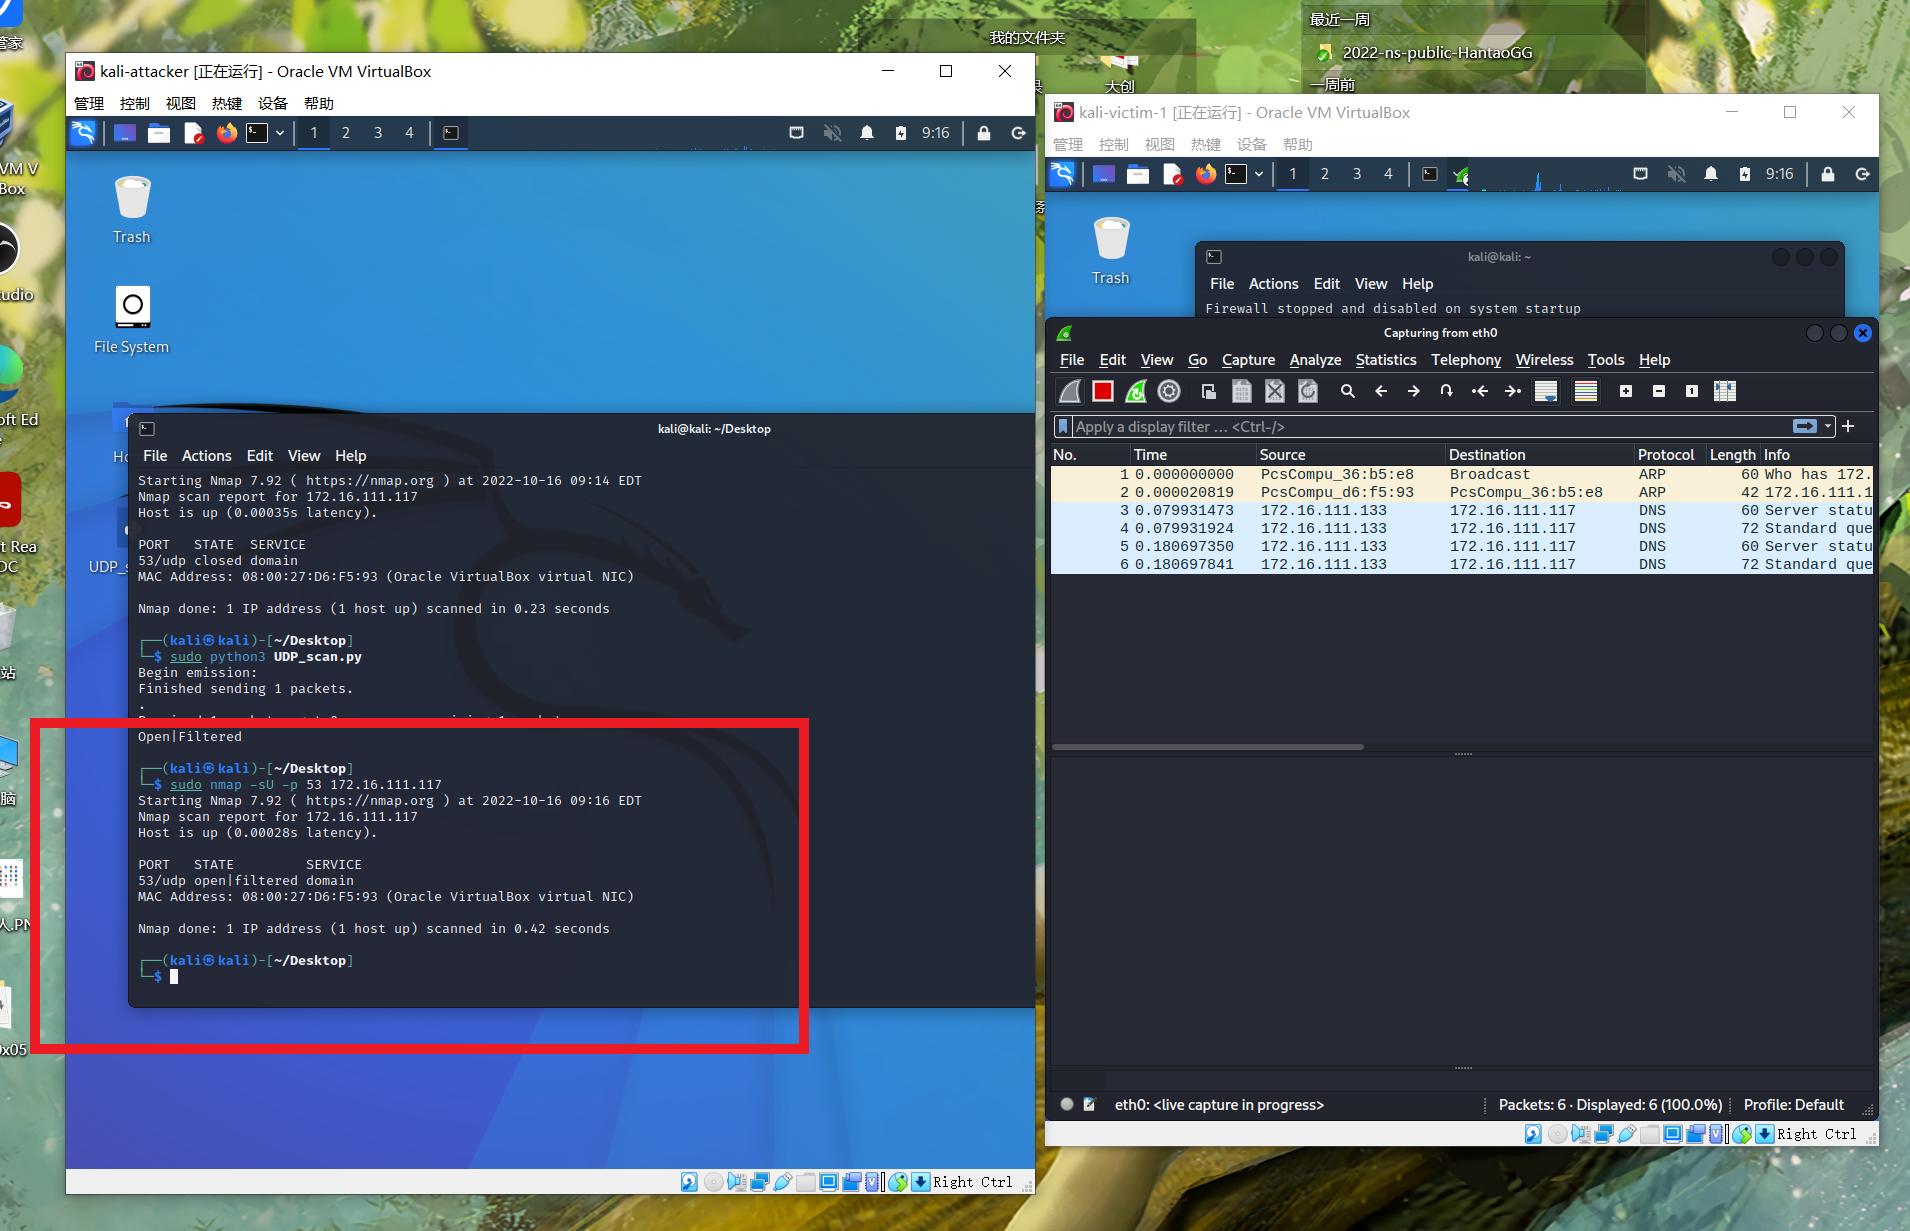 管家
VM V
Box
tudio
oft Ed
e
t Rea
DC
站
脑
人.PN
0x05
我的文件夹
大创
最近一周
2022-ns-public-HantaoGG
一周前
kali-attacker [正在运行] - Oracle VM VirtualBox
管理 控制 视图 热键 设备 帮助
1 2 3 4 9:16
Trash
File System
Ho
UDP_s
kali@kali: ~/Desktop
File Actions Edit View Help
Starting Nmap 7.92 ( https://nmap.org ) at 2022-10-16 09:14 EDT
Nmap scan report for 172.16.111.117
Host is up (0.00035s latency).
PORT STATE SERVICE
53/udp closed domain
MAC Address: 08:00:27:D6:F5:93 (Oracle VirtualBox virtual NIC)
Nmap done: 1 IP address (1 host up) scanned in 0.23 seconds
┌──(kali㉿kali)-[~/Desktop]
└─$ sudo python3 UDP_scan.py
Begin emission:
Finished sending 1 packets.
.
Open|Filtered
┌──(kali㉿kali)-[~/Desktop]
└─$ sudo nmap -sU -p 53 172.16.111.117
Starting Nmap 7.92 ( https://nmap.org ) at 2022-10-16 09:16 EDT
Nmap scan report for 172.16.111.117
Host is up (0.00028s latency).
PORT STATE SERVICE
53/udp open|filtered domain
MAC Address: 08:00:27:D6:F5:93 (Oracle VirtualBox virtual NIC)
Nmap done: 1 IP address (1 host up) scanned in 0.42 seconds
┌──(kali㉿kali)-[~/Desktop]
└─$
Right Ctrl
kali-victim-1 [正在运行] - Oracle VM VirtualBox
管理 控制 视图 热键 设备 帮助
1 2 3 4 9:16
Trash
kali@kali: ~
File Actions Edit View Help
Firewall stopped and disabled on system startup
Capturing from eth0
File Edit View Go Capture Analyze Statistics Telephony Wireless Tools Help
Apply a display filter … <Ctrl-/>
No. Time Source Destination Protocol Length Info
1 0.000000000 PcsCompu_36:b5:e8 Broadcast ARP 60 Who has 172.
2 0.000020819 PcsCompu_d6:f5:93 PcsCompu_36:b5:e8 ARP 42 172.16.111.1
3 0.079931473 172.16.111.133 172.16.111.117 DNS 60 Server statu
4 0.079931924 172.16.111.133 172.16.111.117 DNS 72 Standard que
5 0.180697350 172.16.111.133 172.16.111.117 DNS 60 Server statu
6 0.180697841 172.16.111.133 172.16.111.117 DNS 72 Standard que
eth0: <live capture in progress>
Packets: 6 · Displayed: 6 (100.0%)
Profile: Default
Right Ctrl